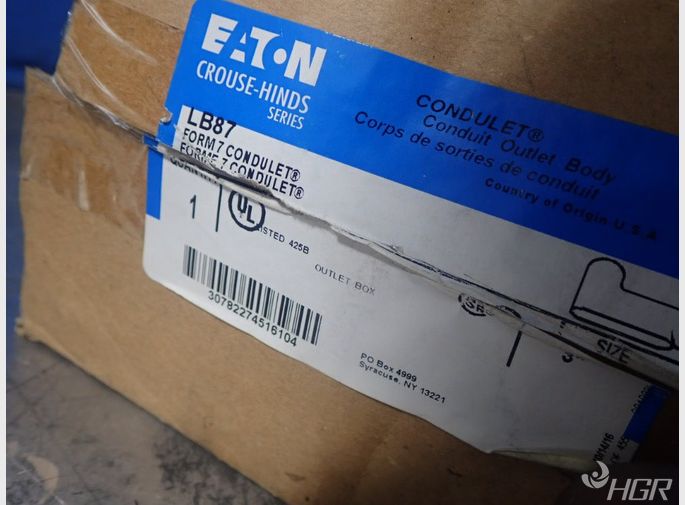 EATON
CROUSE-HINDS
SERIES
CONDULET®
Conduit Outlet Body
Corps de sorties de conduit
Country of Origin U.S.A
LB87
FORM 7 CONDULET®
FORME 7 CONDULET®
QUANTITY
1
UL
LISTED 425B
OUTLET BOX
30782274516104
PO Box 4999
Syracuse, NY 13221
SIZE
HGR